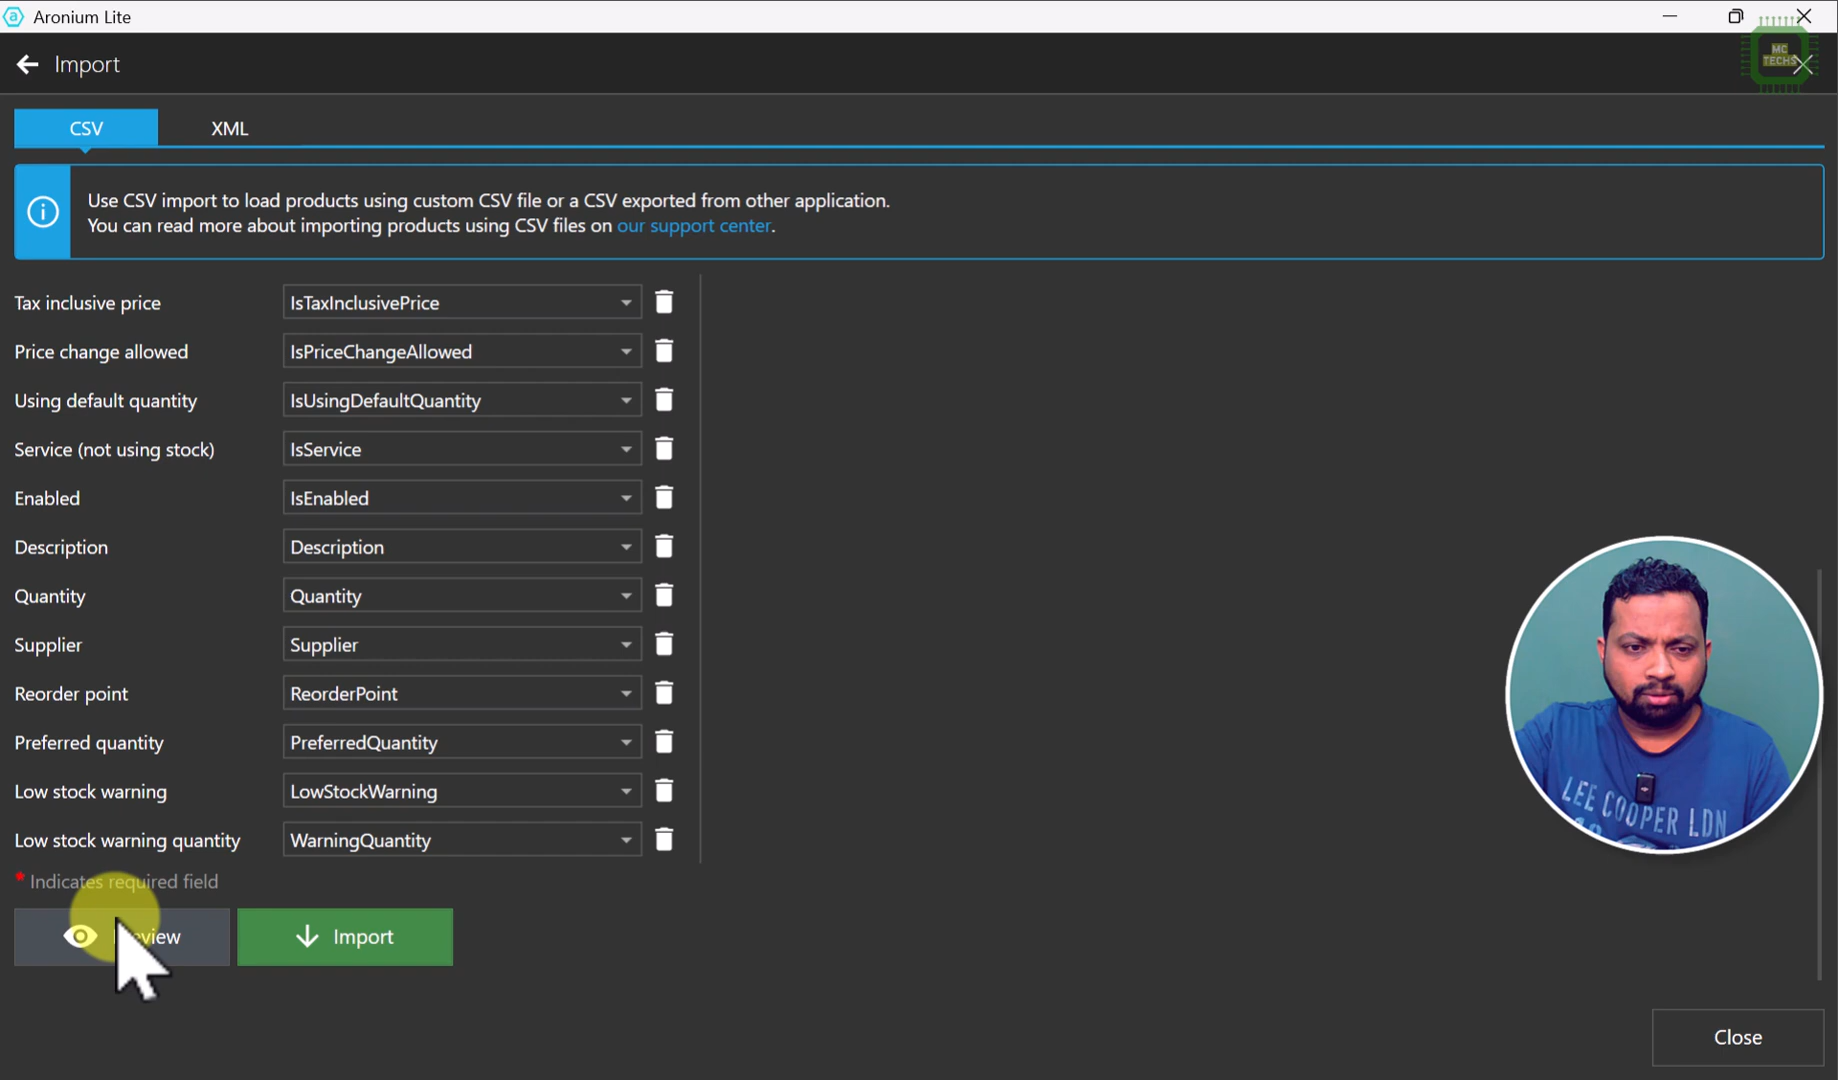 Aronium Lite
MC
TECHS
Import
CSV
XML
Use CSV import to load products using custom CSV file or a CSV exported from other application.
You can read more about importing products using CSV files on our support center.
Tax inclusive price
IsTaxInclusivePrice
Price change allowed
IsPriceChangeAllowed
Using default quantity
IsUsingDefaultQuantity
Service (not using stock)
IsService
Enabled
IsEnabled
Description
Description
Quantity
Quantity
Supplier
Supplier
Reorder point
ReorderPoint
Preferred quantity
PreferredQuantity
Low stock warning
LowStockWarning
Low stock warning quantity
WarningQuantity
* Indicates required field
Import
LEE COOPER LDN
Close